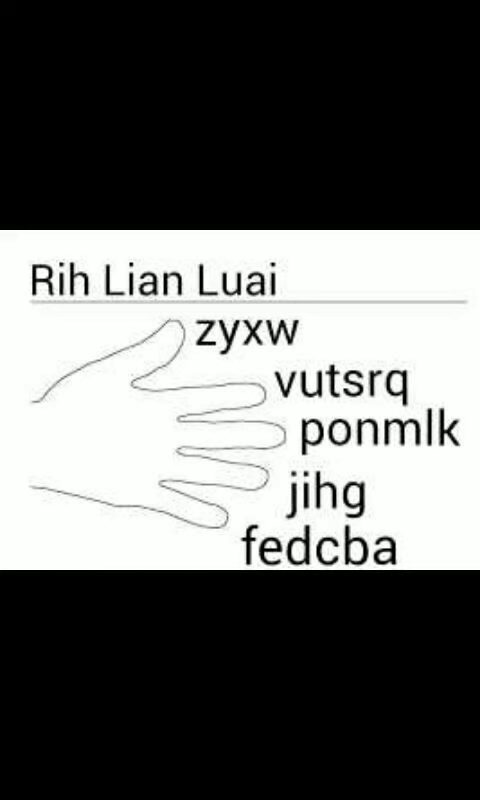 Rih Lian Luai
zyxw
vutsrq
ponmlk
jihg
fedcba